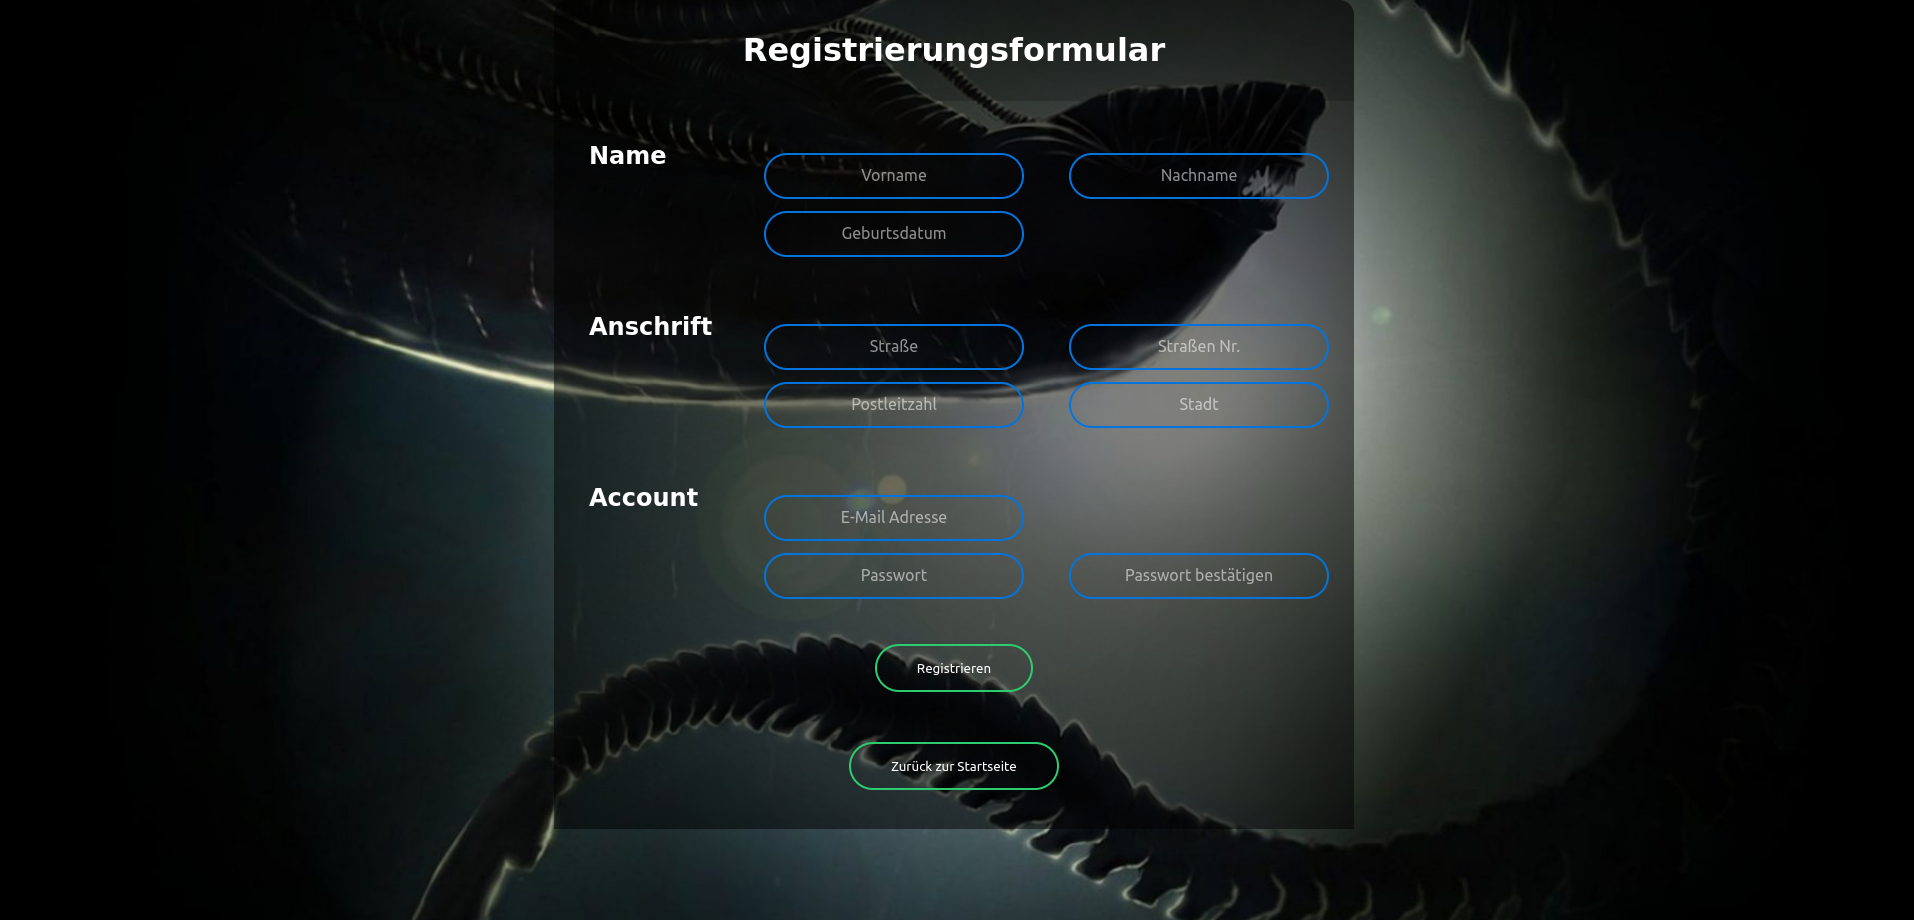 Registrierungsformular
Name
Vorname
Nachname
Geburtsdatum
Anschrift
Straße
Straßen Nr.
Postleitzahl
Stadt
Account
E-Mail Adresse
Passwort
Passwort bestätigen
Registrieren
Zurück zur Startseite